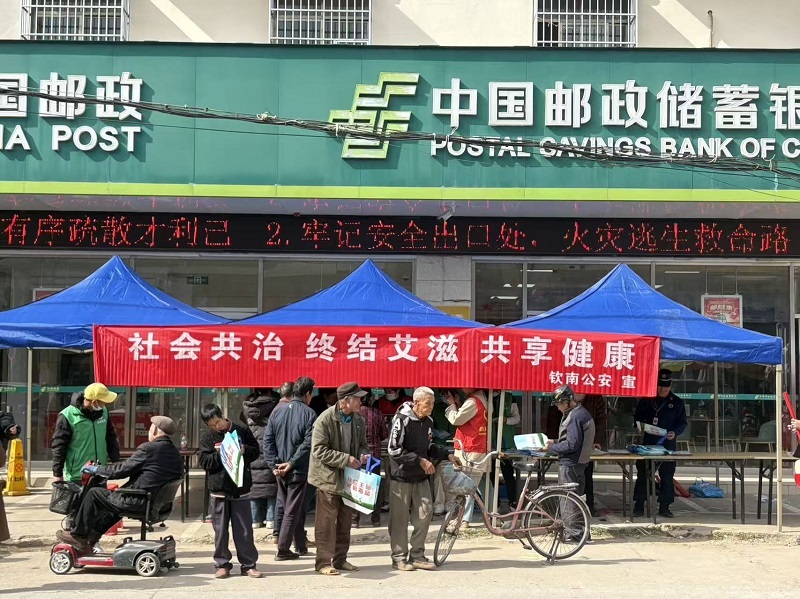 国邮政
NA POST
中国邮政储蓄银
POSTAL SAVINGS BANK OF C
有序疏散才利己 2.牢记安全出口处,火灾逃生救命路
社会共治 终结艾滋 共享健康
钦南公安 宣